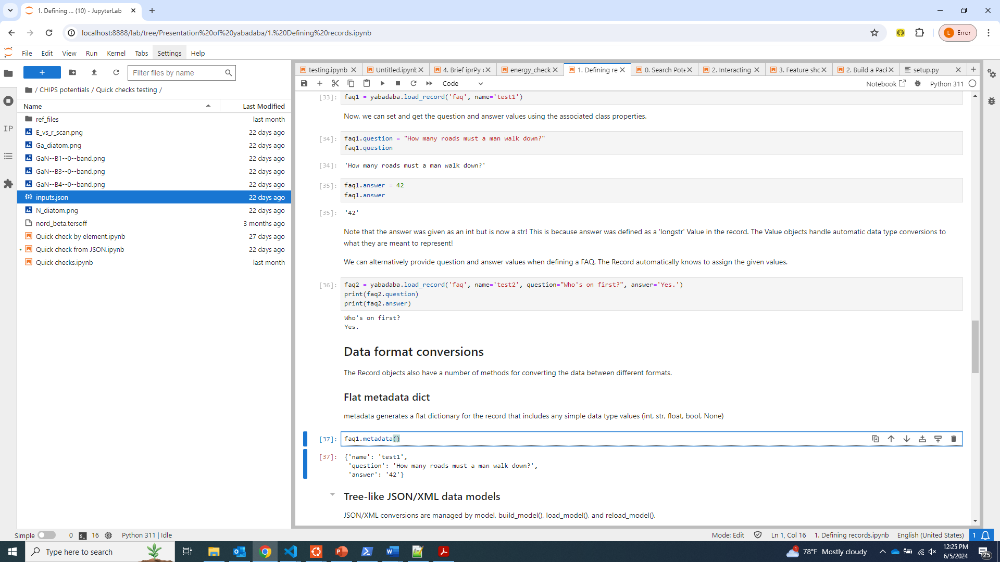 1. Defining ... (10) - JupyterLab
localhost:8888/lab/tree/Presentation%20of%20yabadaba/1.%20Defining%20records.ipynb
L Error
File Edit View Run Kernel Tabs Settings Help
+ Filter files by name
/ CHIPS potentials / Quick checks testing /
Name Last Modified
ref_files last month
E_vs_r_scan.png 22 days ago
Ga_diatom.png 22 days ago
GaN--B1--0--band.png 22 days ago
GaN--B3--0--band.png 22 days ago
GaN--B4--0--band.png 22 days ago
inputs.json 22 days ago
N_diatom.png 22 days ago
nord_beta.tersoff 3 months ago
Quick check by element.ipynb 27 days ago
Quick check from JSON.ipynb 22 days ago
Quick checks.ipynb last month
IP
testing.ipynb Untitled.ipynb 4. Brief iprPy energy_check 1. Defining re 0. Search Pote 2. Interacting 3. Feature sho 2. Build a Pack setup.py
Code Notebook Python 311
[33]: faq1 = yabadaba.load_record('faq', name='test1')
Now, we can set and get the question and answer values using the associated class properties.
[34]: faq1.question = "How many roads must a man walk down?"
faq1.question
[34]: 'How many roads must a man walk down?'
[35]: faq1.answer = 42
faq1.answer
[35]: '42'
Note that the answer was given as an int but is now a str! This is because answer was defined as a 'longstr' Value in the record. The Value objects handle automatic data type conversions to
what they are meant to represent!
We can alternatively provide question and answer values when defining a FAQ. The Record automatically knows to assign the given values.
[36]: faq2 = yabadaba.load_record('faq', name='test2', question="Who's on first?", answer='Yes.')
print(faq2.question)
print(faq2.answer)
Who's on first?
Yes.
Data format conversions
The Record objects also have a number of methods for converting the data between different formats.
Flat metadata dict
metadata generates a flat dictionary for the record that includes any simple data type values (int, str, float, bool, None)
[37]: faq1.metadata()
[37]: {'name': 'test1',
'question': 'How many roads must a man walk down?',
'answer': '42'}
Tree-like JSON/XML data models
JSON/XML conversions are managed by model, build_model(), load_model(), and reload_model().
Simple 0 16 Python 311 | Idle Mode: Edit Ln 1, Col 16 1. Defining records.ipynb English (United States) 1
Type here to search 1 78°F Mostly cloudy 12:25 PM
6/5/2024 25